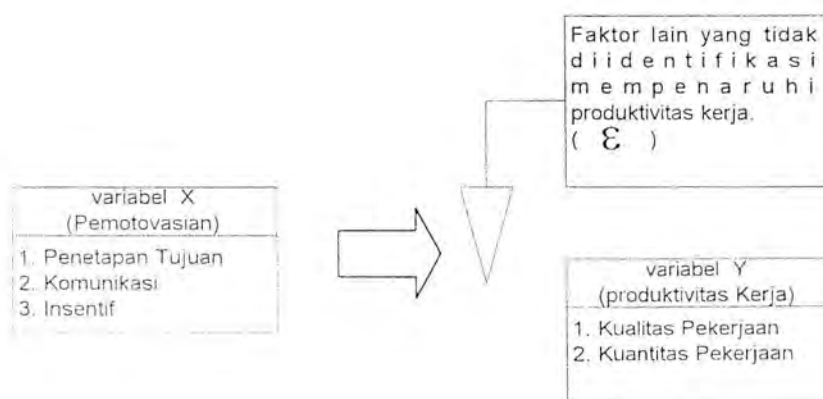 Faktor lain yang tidak
diidentifikasi
mempenaruhi
produktivitas kerja.
( ε )
variabel X
(Pemotovasian)
1. Penetapan Tujuan
2. Komunikasi
3. Insentif
variabel Y
(produktivitas Kerja)
1. Kualitas Pekerjaan
2. Kuantitas Pekerjaan